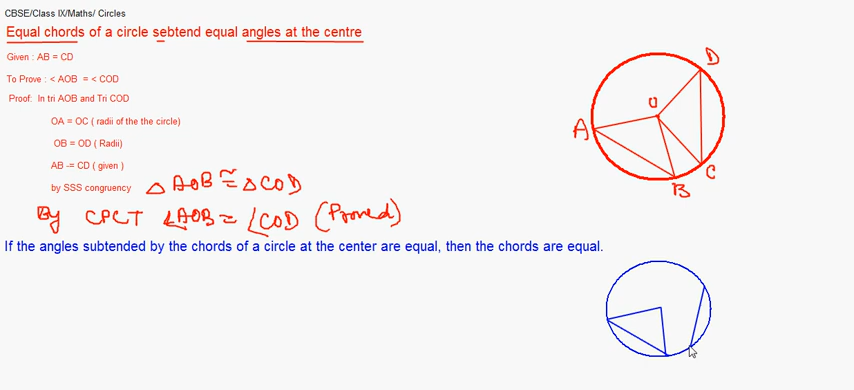 CBSE/Class IX/Maths/ Circles
Equal chords of a circle sebtend equal angles at the centre
Given : AB = CD
To Prove : < AOB = < COD
Proof: In tri AOB and Tri COD
OA = OC ( radii of the the circle)
OB = OD ( Radii)
AB -= CD ( given )
by SSS congruency △ AOB ≅ △ COD
By CPCT ∠AOB = ∠COD (Proved)
If the angles subtended by the chords of a circle at the center are equal, then the chords are equal.
D
O
A
C
B